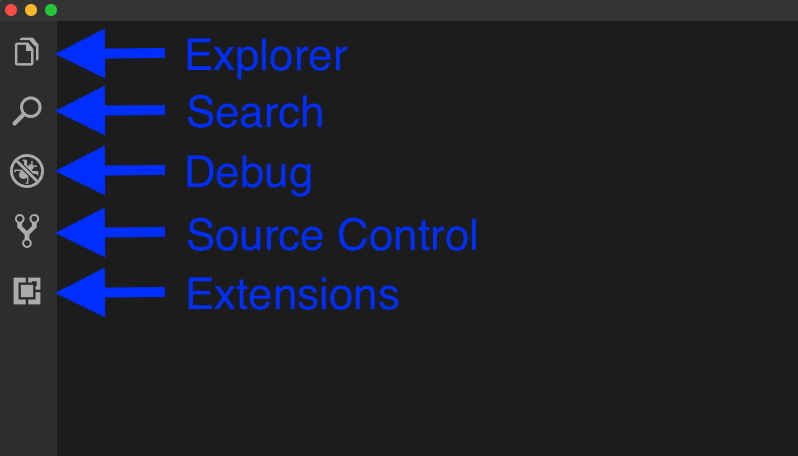 Explorer
Search
Debug
Source Control
Extensions